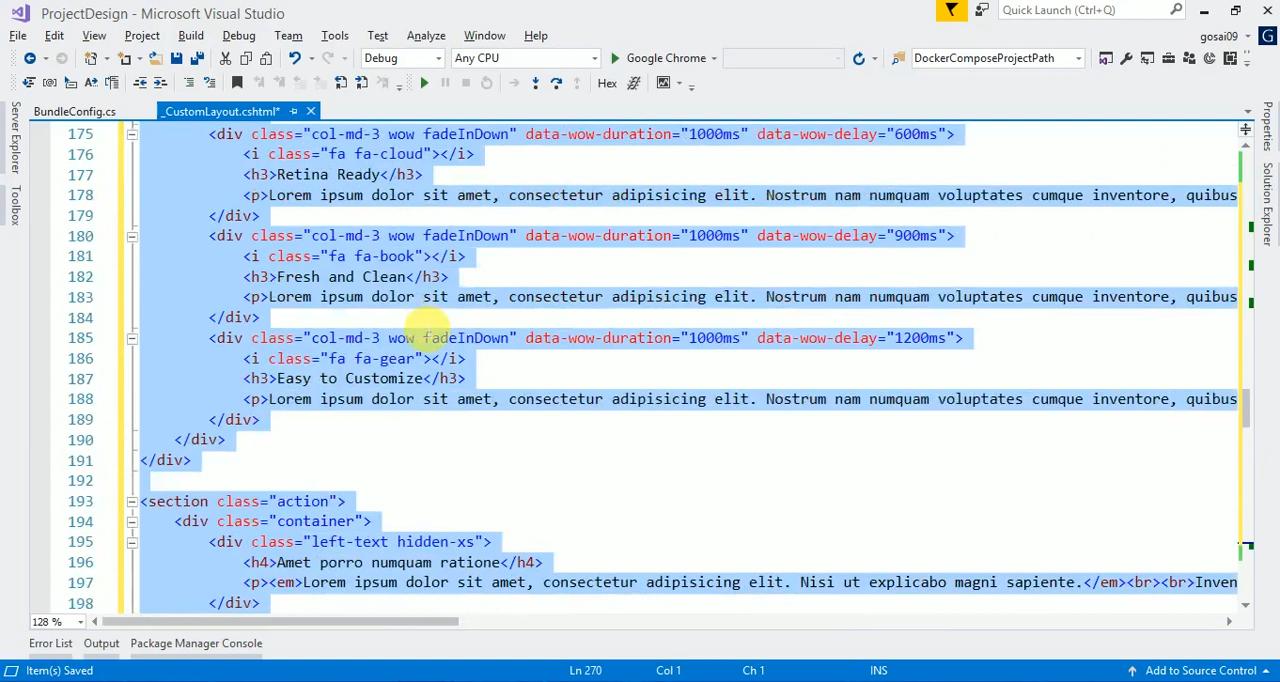 ProjectDesign - Microsoft Visual Studio
Quick Launch (Ctrl+Q)
File Edit View Project Build Debug Team Tools Test Analyze Window Help
gosai09 G
Debug Any CPU Google Chrome DockerComposeProjectPath
Hex
BundleConfig.cs _CustomLayout.cshtml*
Server Explorer
Toolbox
Properties
Solution Explorer
175 <div class="col-md-3 wow fadeInDown" data-wow-duration="1000ms" data-wow-delay="600ms">
176 <i class="fa fa-cloud"></i>
177 <h3>Retina Ready</h3>
178 <p>Lorem ipsum dolor sit amet, consectetur adipisicing elit. Nostrum nam numquam voluptates cumque inventore, quibus
179 </div>
180 <div class="col-md-3 wow fadeInDown" data-wow-duration="1000ms" data-wow-delay="900ms">
181 <i class="fa fa-book"></i>
182 <h3>Fresh and Clean</h3>
183 <p>Lorem ipsum dolor sit amet, consectetur adipisicing elit. Nostrum nam numquam voluptates cumque inventore, quibus
184 </div>
185 <div class="col-md-3 wow fadeInDown" data-wow-duration="1000ms" data-wow-delay="1200ms">
186 <i class="fa fa-gear"></i>
187 <h3>Easy to Customize</h3>
188 <p>Lorem ipsum dolor sit amet, consectetur adipisicing elit. Nostrum nam numquam voluptates cumque inventore, quibus
189 </div>
190 </div>
191 </div>
192
193 <section class="action">
194 <div class="container">
195 <div class="left-text hidden-xs">
196 <h4>Amet porro numquam ratione</h4>
197 <p><em>Lorem ipsum dolor sit amet, consectetur adipisicing elit. Nisi ut explicabo magni sapiente.</em><br><br>Inven
198 </div>
128 %
Error List Output Package Manager Console
Item(s) Saved Ln 270 Col 1 Ch 1 INS Add to Source Control